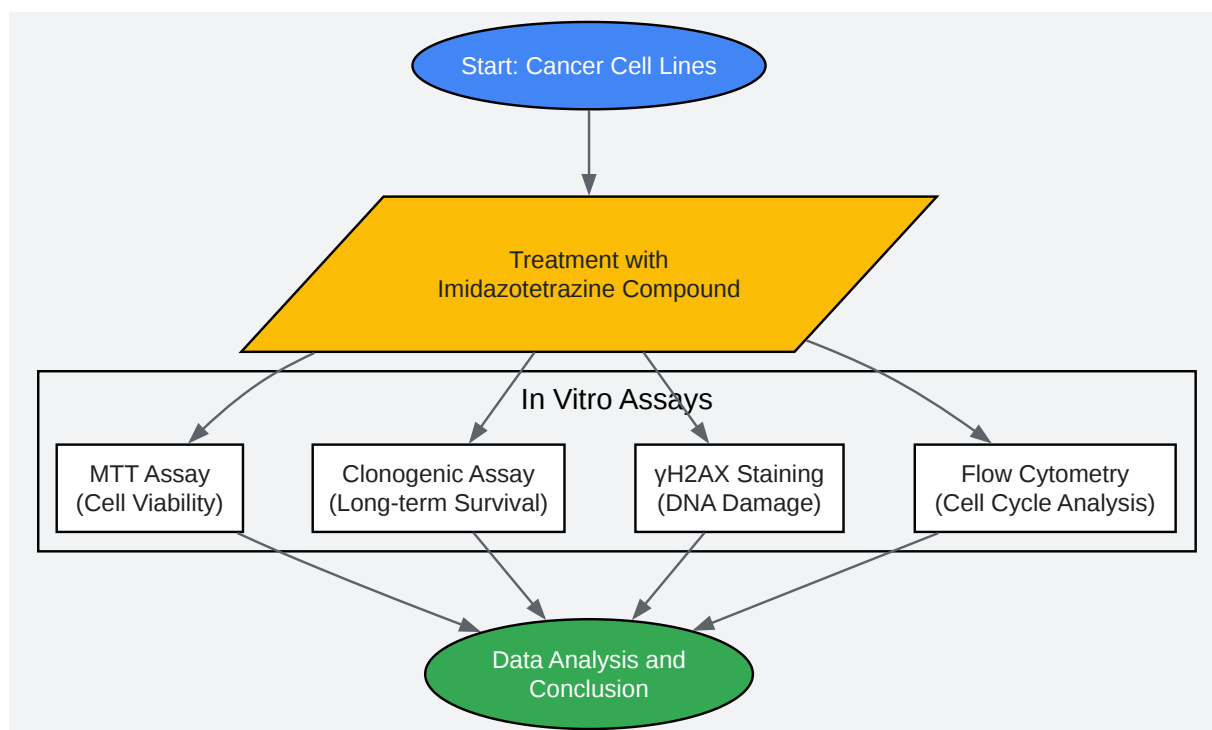 Start: Cancer Cell Lines
Treatment with
Imidazotetrazine Compound
In Vitro Assays
MTT Assay
(Cell Viability)
Clonogenic Assay
(Long-term Survival)
γH2AX Staining
(DNA Damage)
Flow Cytometry
(Cell Cycle Analysis)
Data Analysis and
Conclusion